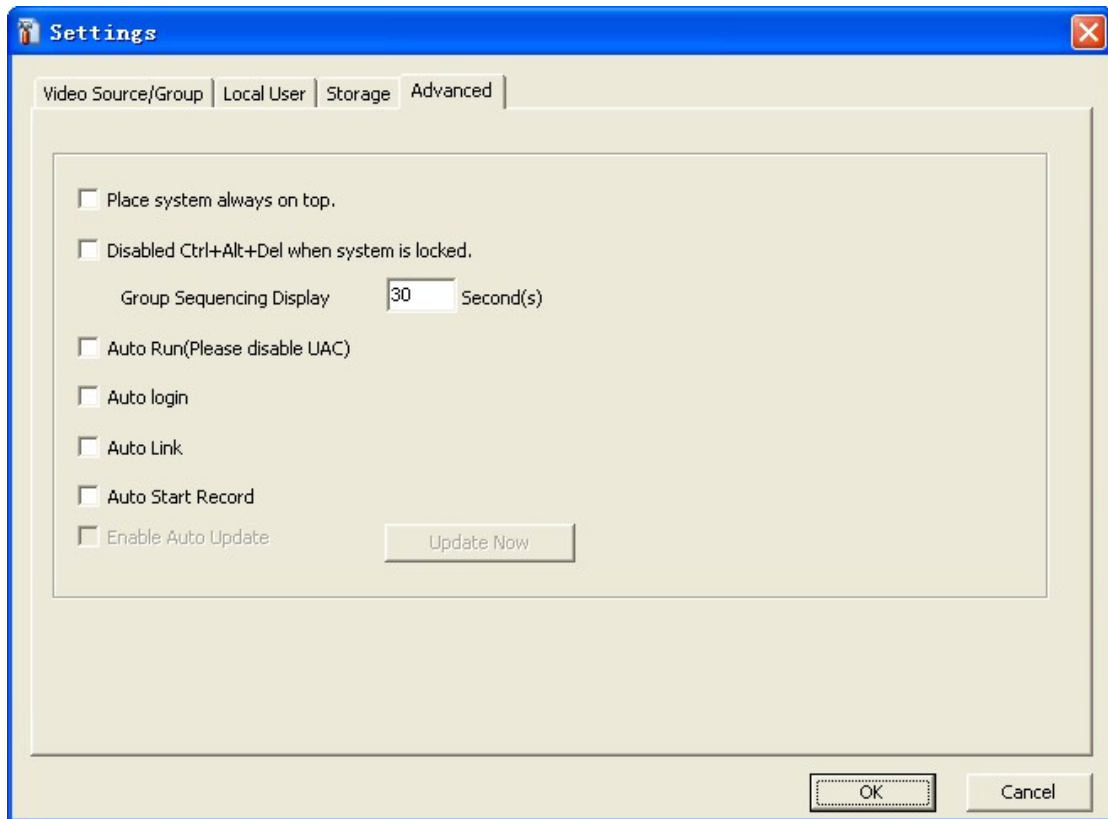 Settings
Video Source/Group Local User Storage Advanced
Place system always on top.
Disabled Ctrl+Alt+Del when system is locked.
Group Sequencing Display 30 Second(s)
Auto Run(Please disable UAC)
Auto login
Auto Link
Auto Start Record
Enable Auto Update Update Now
OK Cancel